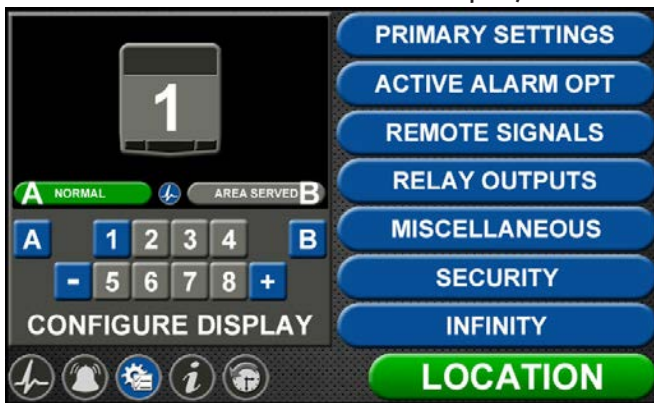 1
A NORMAL AREA SERVED B
A 1 2 3 4 B
- 5 6 7 8 +
CONFIGURE DISPLAY
PRIMARY SETTINGS
ACTIVE ALARM OPT
REMOTE SIGNALS
RELAY OUTPUTS
MISCELLANEOUS
SECURITY
INFINITY
i
LOCATION